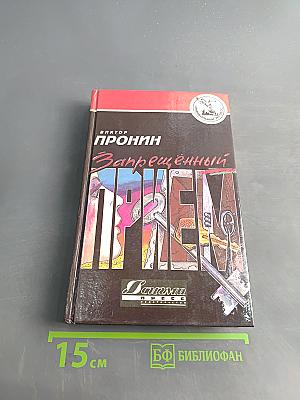 ВИКТОР
ПРОНИН
Запрещённый
ПРИЕМ
15 см
БФ БИБЛИОФАН